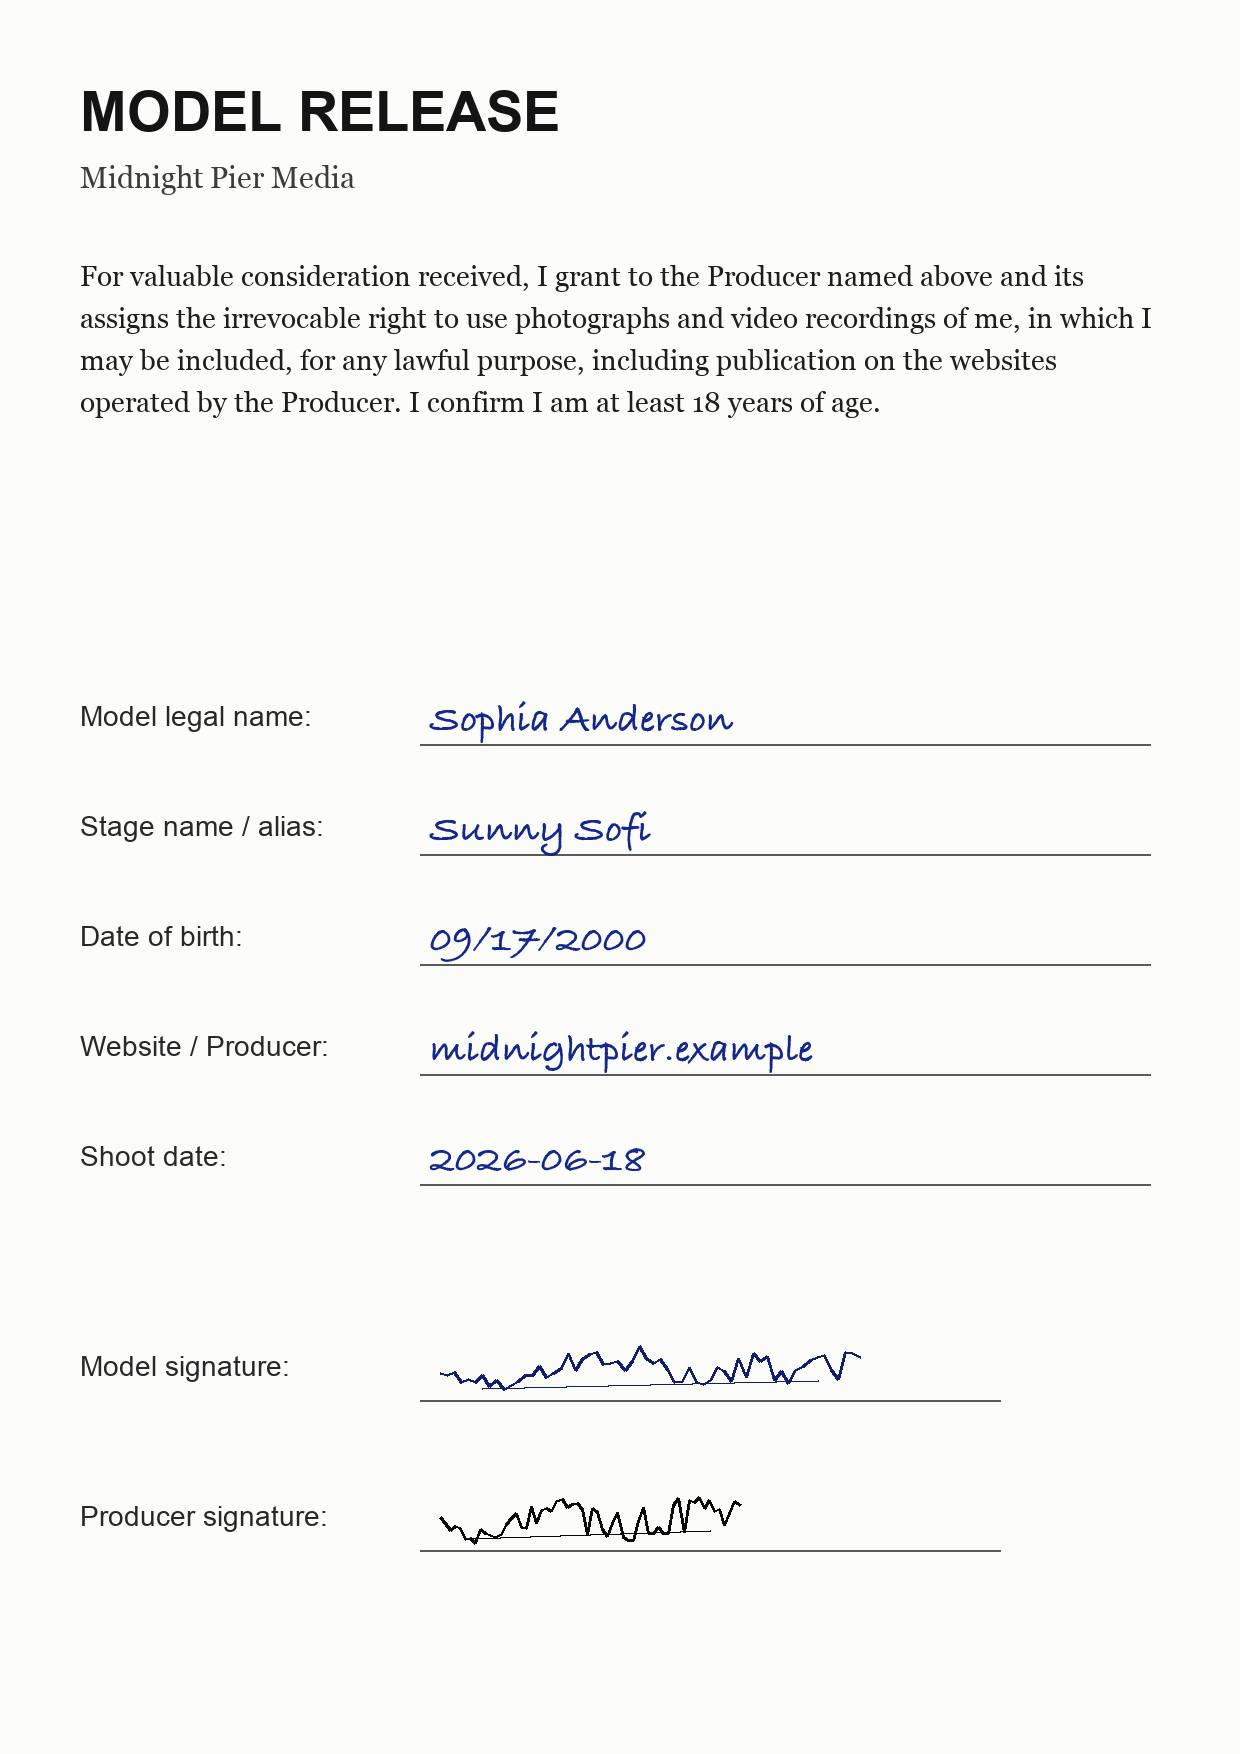 MODEL RELEASE
Midnight Pier Media
For valuable consideration received, I grant to the Producer named above and its
assigns the irrevocable right to use photographs and video recordings of me, in which I
may be included, for any lawful purpose, including publication on the websites
operated by the Producer. I confirm I am at least 18 years of age.
Model legal name: Sophia Anderson
Stage name / alias: Sunny Sofi
Date of birth: 09/17/2000
Website / Producer: midnightpier.example
Shoot date: 2026-06-18
Model signature:
Producer signature: